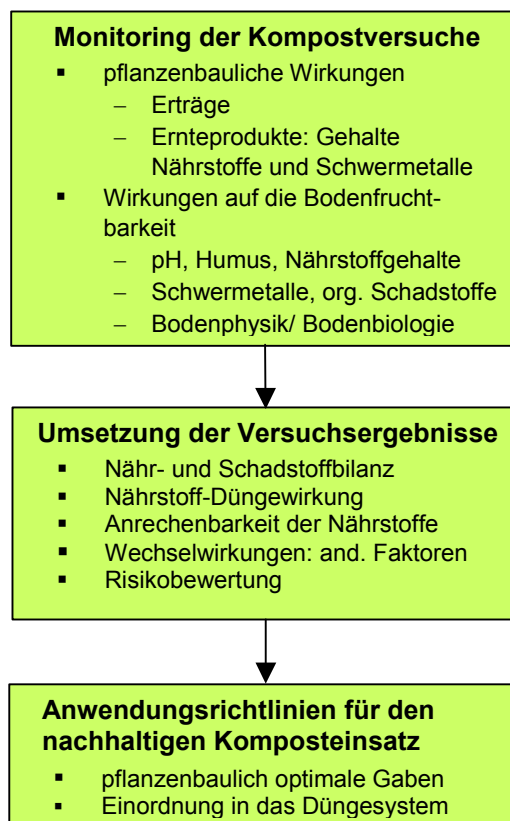 Monitoring der Kompostversuche
▪ pflanzenbauliche Wirkungen
– Erträge
– Ernteprodukte: Gehalte
Nährstoffe und Schwermetalle
▪ Wirkungen auf die Bodenfrucht-
barkeit
– pH, Humus, Nährstoffgehalte
– Schwermetalle, org. Schadstoffe
– Bodenphysik/ Bodenbiologie
Umsetzung der Versuchsergebnisse
▪ Nähr- und Schadstoffbilanz
▪ Nährstoff-Düngewirkung
▪ Anrechenbarkeit der Nährstoffe
▪ Wechselwirkungen: and. Faktoren
▪ Risikobewertung
Anwendungsrichtlinien für den
nachhaltigen Komposteinsatz
▪ pflanzenbaulich optimale Gaben
▪ Einordnung in das Düngesystem